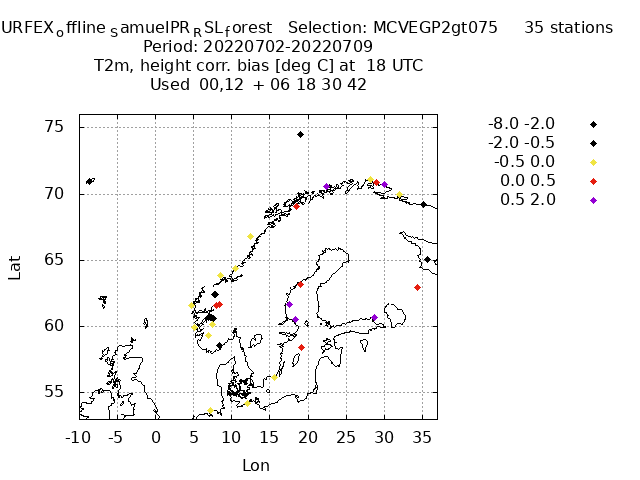 URFEXoffline SamuelPRRSLforest Selection: MCVEGP2gt075 35 stations
Period: 20220702-20220709
T2m, height corr. bias [deg C] at 18 UTC
Used 00,12 + 06 18 30 42
-8.0 -2.0
-2.0 -0.5
-0.5 0.0
0.0 0.5
0.5 2.0
75
70
65
60
55
Lat
-10 -5 0 5 10 15 20 25 30 35
Lon